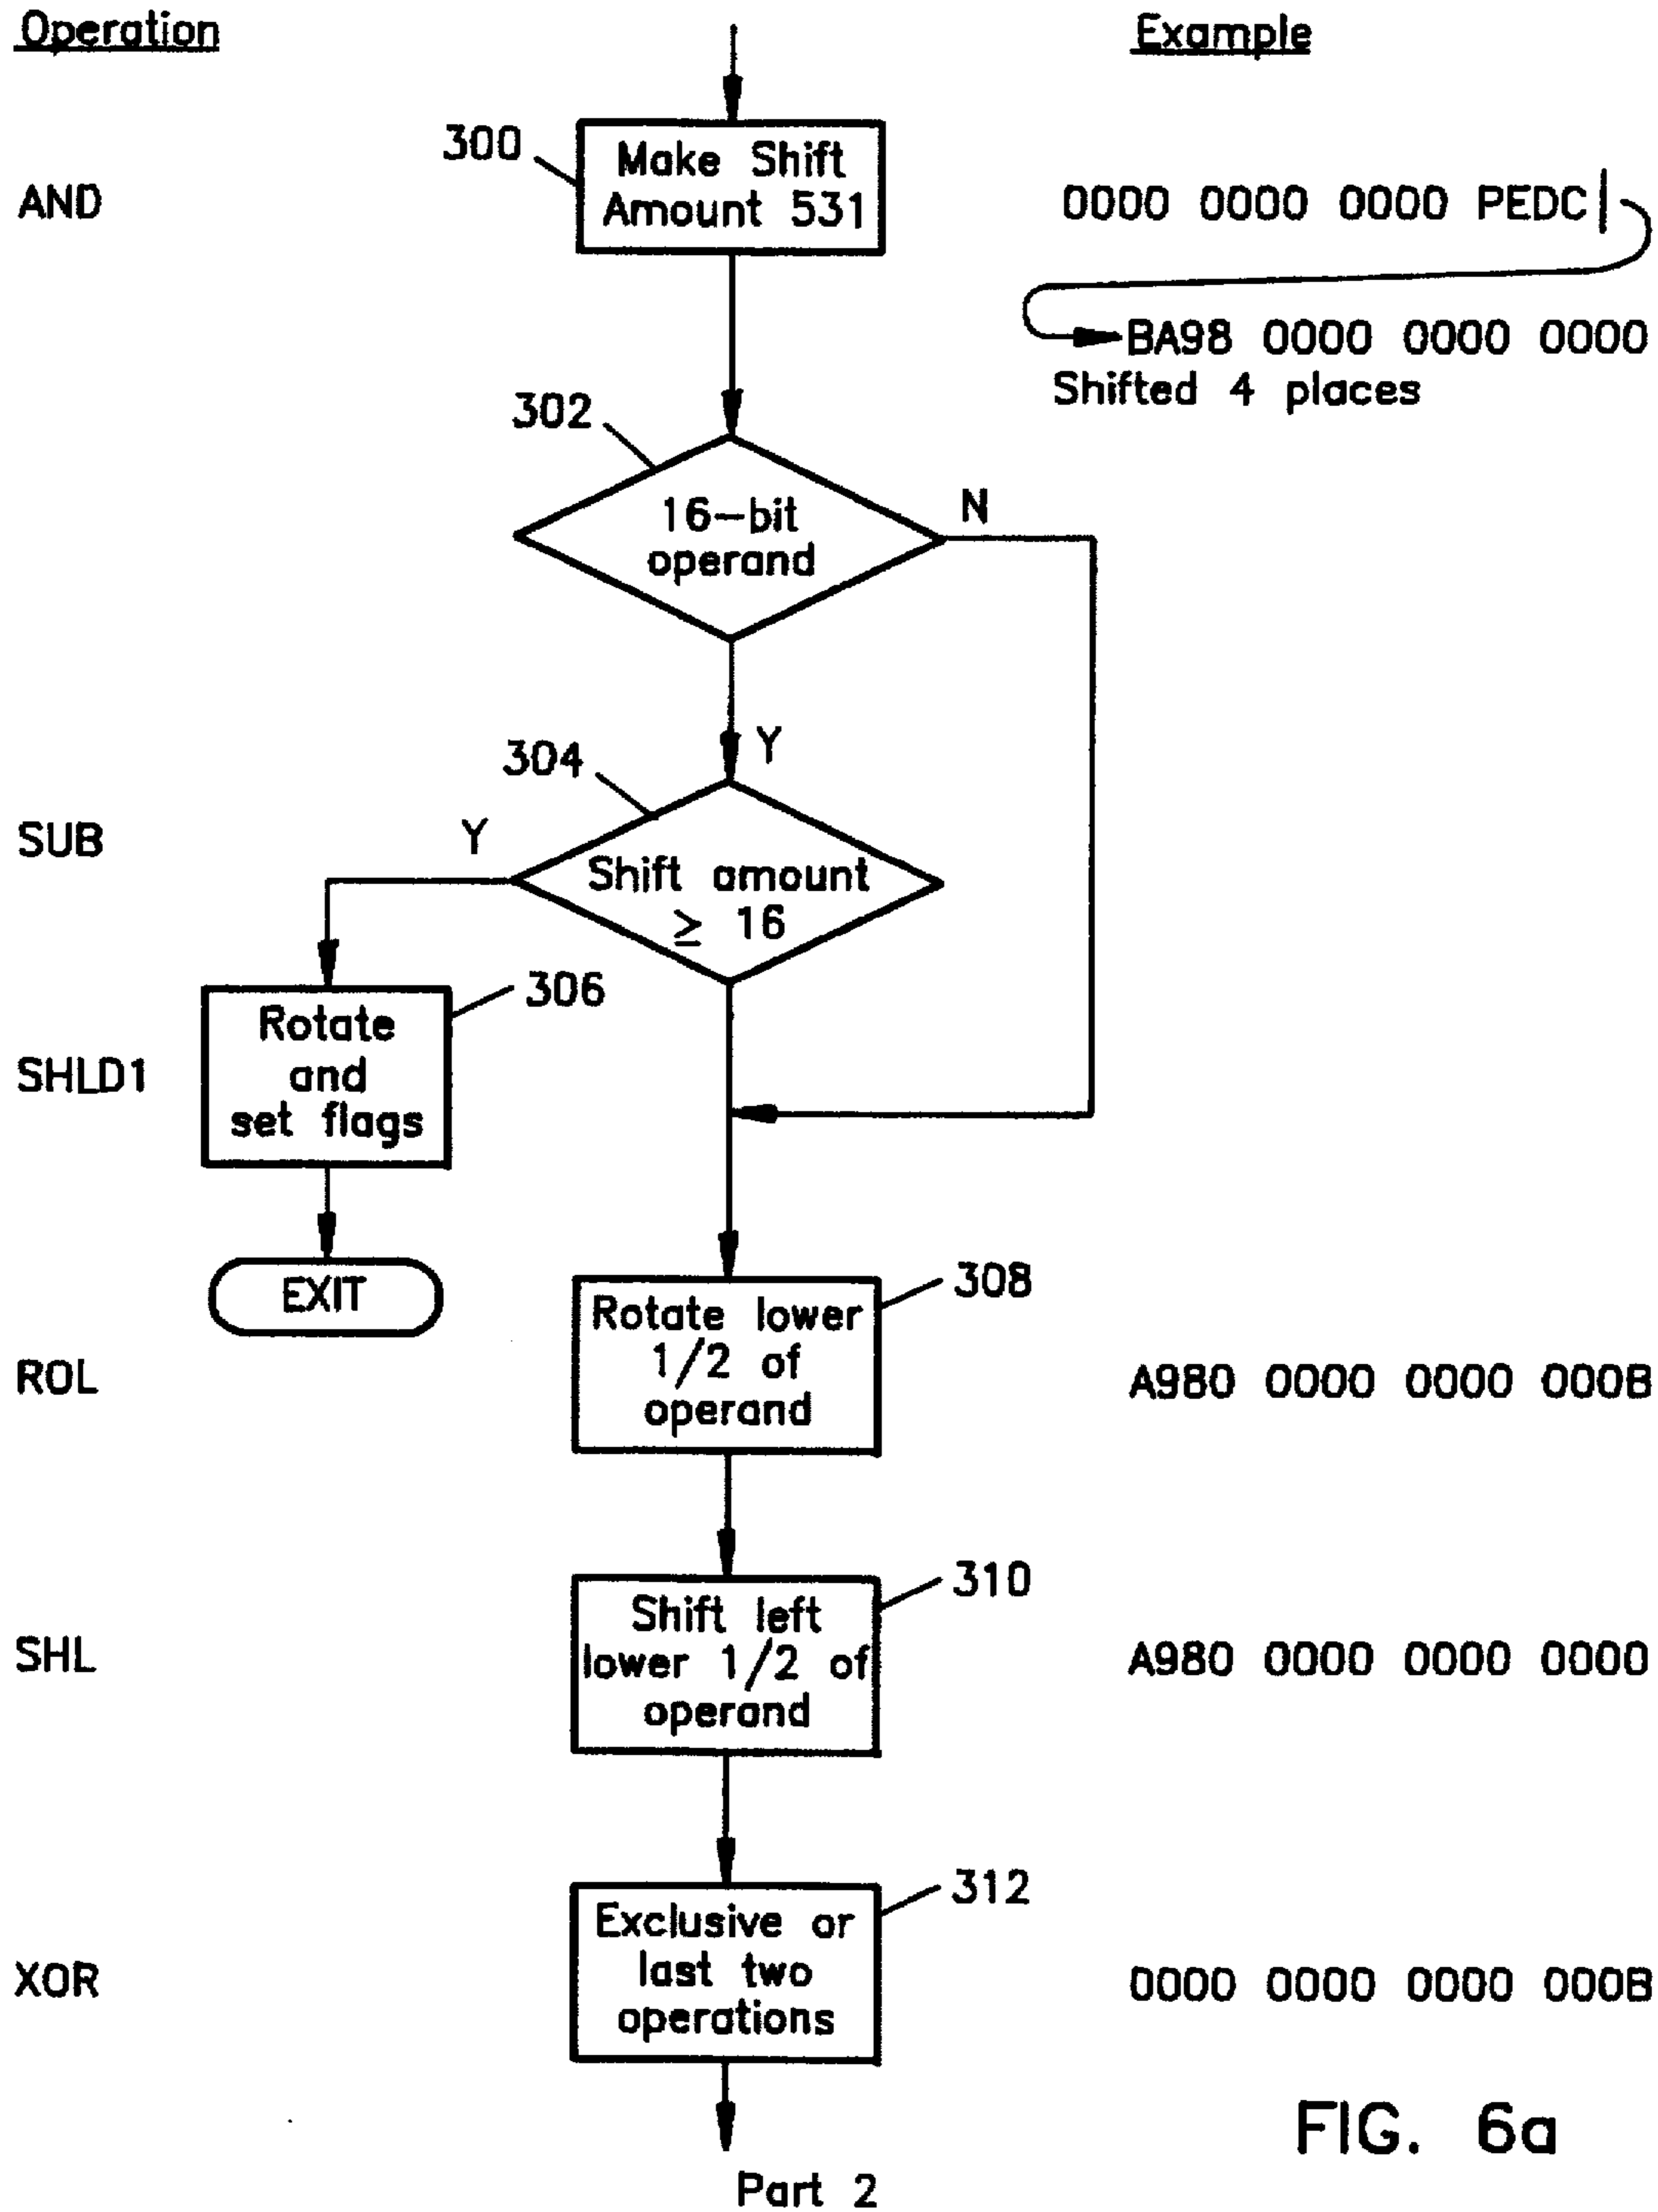 Operation
Example
300
Make Shift
Amount 531
AND
0000 0000 0000 PEDC|
BA98 0000 0000 0000
Shifted 4 places
302
16-bit
operand
N
Y
304
SUB
Y
Shift amount
≥ 16
306
Rotate
and
set flags
SHLD1
EXIT
308
Rotate lower
1/2 of
operand
ROL
A980 0000 0000 000B
310
Shift left
lower 1/2 of
operand
SHL
A980 0000 0000 0000
312
Exclusive or
last two
operations
XOR
0000 0000 0000 000B
FIG. 6a
Part 2